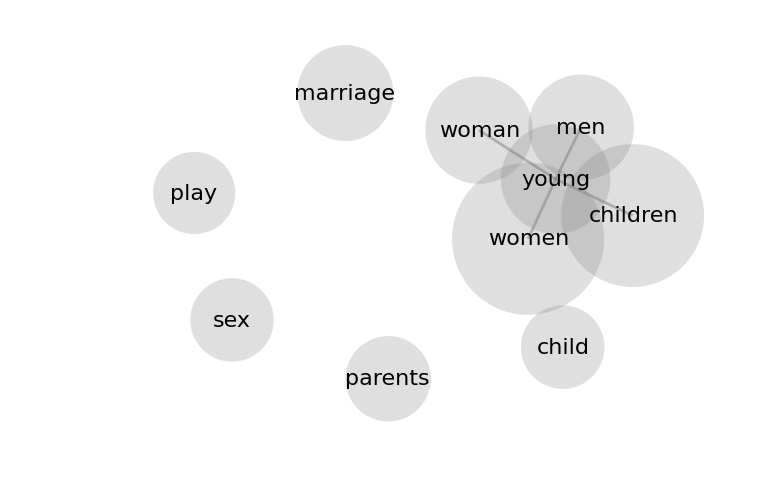 marriage
woman
men
young
play
children
women
sex
child
parents